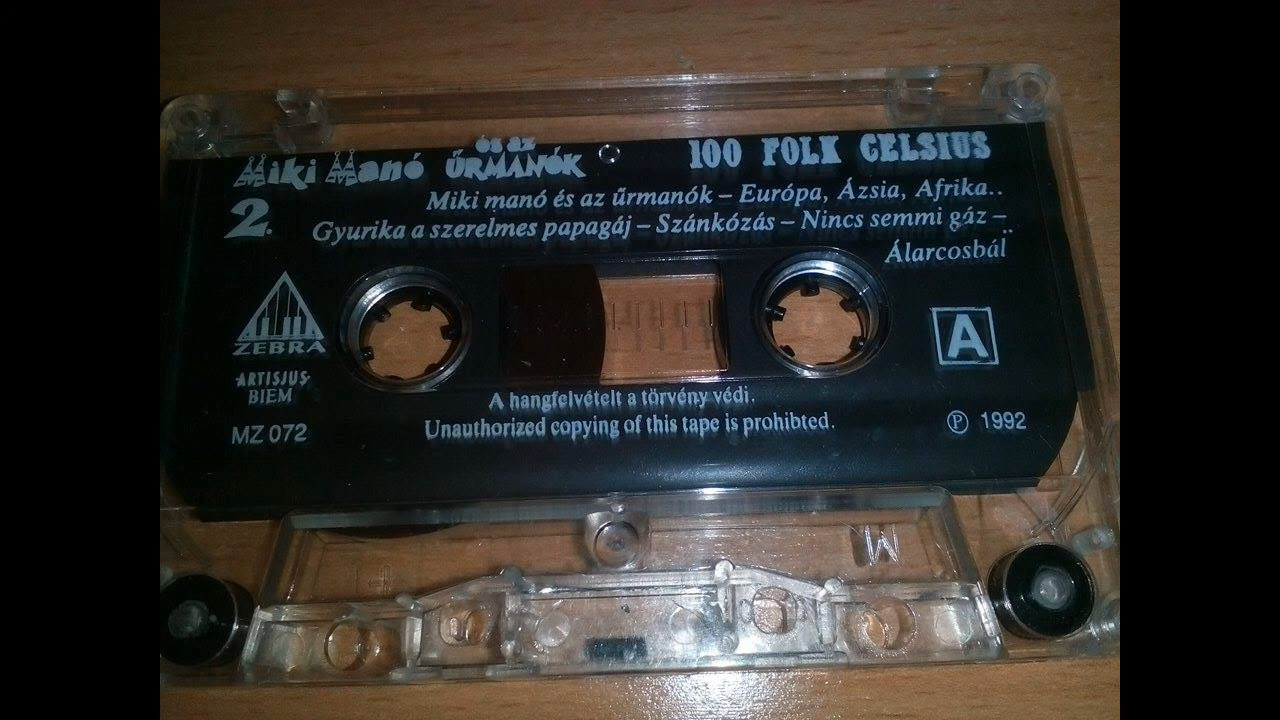 Miki Manó és az ŰRMANÓK
100 FOLK CELSIUS
2.
Miki manó és az űrmanók – Európa, Ázsia, Afrika..
Gyurika a szerelmes papagáj – Szánkózás – Nincs semmi gáz –
Álarcosbál
ZEBRA
A
ARTISJUS
BIEM
MZ 072
A hangfelvételt a törvény védi.
Unauthorized copying of this tape is prohibted.
℗ 1992
M